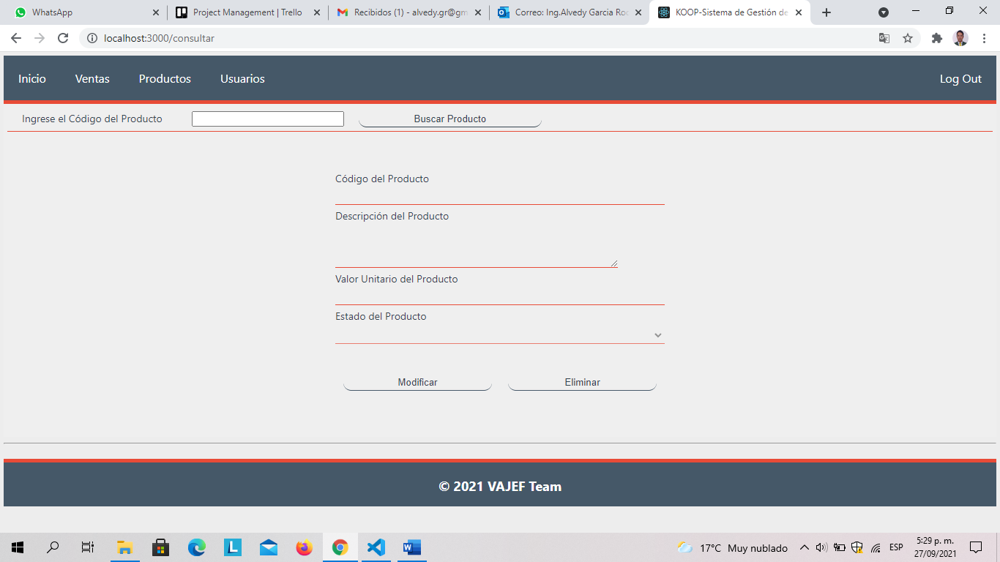 WhatsApp
Project Management | Trello
Recibidos (1) - alvedy.gr@gm
Correo: Ing.Alvedy Garcia Roc
KOOP-Sistema de Gestión de
localhost:3000/consultar
Inicio Ventas Productos Usuarios Log Out
Ingrese el Código del Producto Buscar Producto
Código del Producto
Descripción del Producto
Valor Unitario del Producto
Estado del Producto
Modificar Eliminar
© 2021 VAJEF Team
L W 17°C Muy nublado ESP 5:29 p. m.
27/09/2021